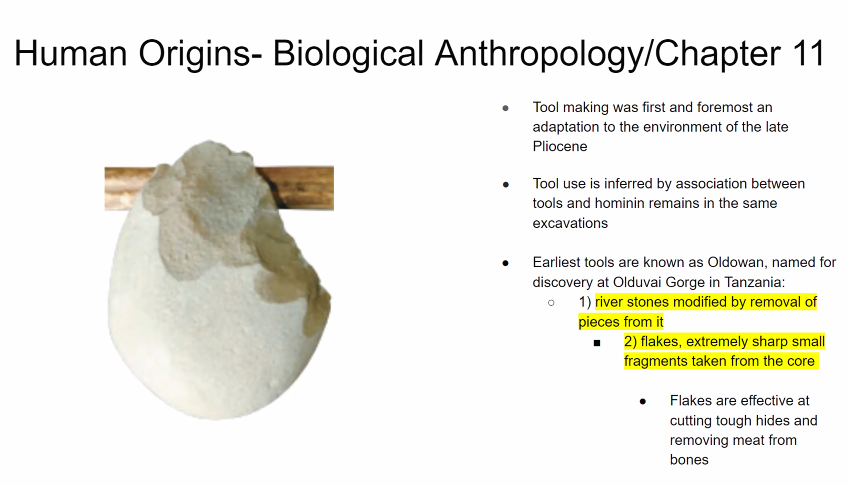 Human Origins- Biological Anthropology/Chapter 11
● Tool making was first and foremost an
adaptation to the environment of the late
Pliocene
● Tool use is inferred by association between
tools and hominin remains in the same
excavations
● Earliest tools are known as Oldowan, named for
discovery at Olduvai Gorge in Tanzania:
○ 1) river stones modified by removal of
pieces from it
■ 2) flakes, extremely sharp small
fragments taken from the core
● Flakes are effective at
cutting tough hides and
removing meat from
bones